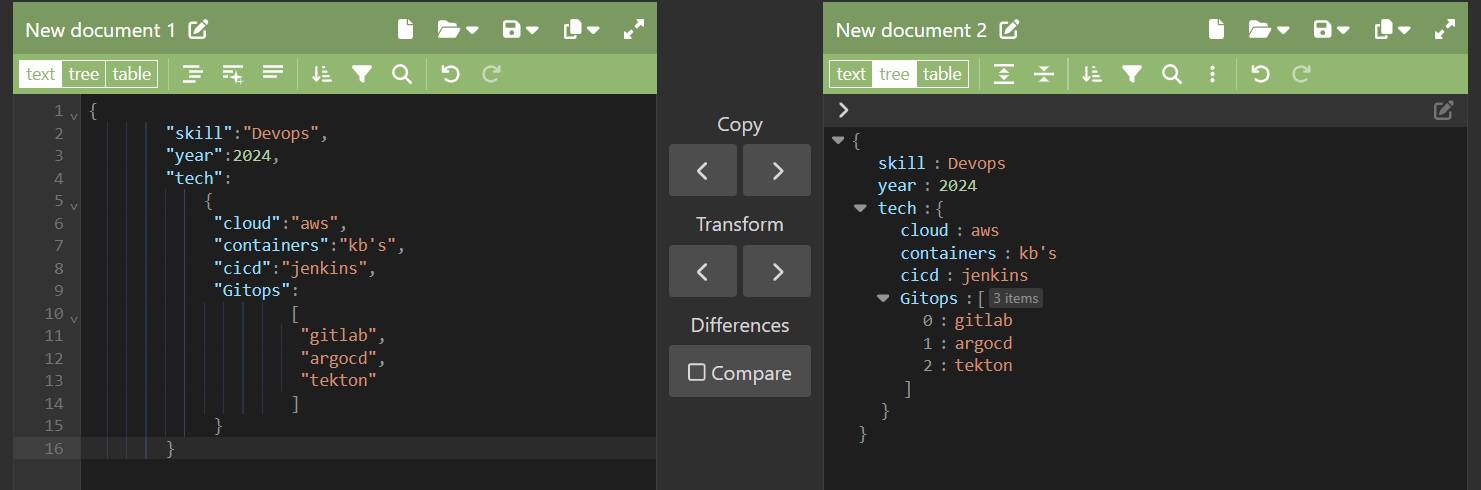 New document 1
text tree table
1 {
2 "skill":"Devops",
3 "year":2024,
4 "tech":
5 {
6 "cloud":"aws",
7 "containers":"kb's",
8 "cicd":"jenkins",
9 "Gitops":
10 [
11 "gitlab",
12 "argocd",
13 "tekton"
14 ]
15 }
16 }
Copy
Transform
Differences
Compare
New document 2
text tree table
{
skill : Devops
year : 2024
tech : {
cloud : aws
containers : kb's
cicd : jenkins
Gitops : [ 3 items
0 : gitlab
1 : argocd
2 : tekton
]
}
}